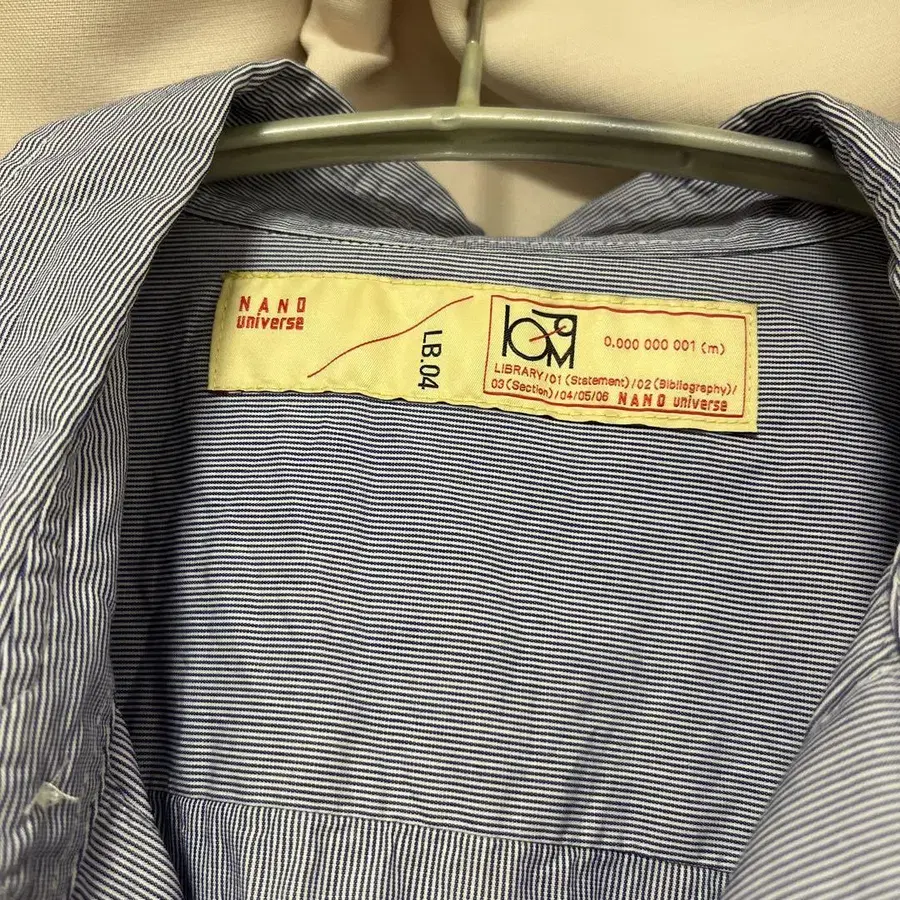 NANO
universe
LB.04
0.000 000 001 (m)
LIBRARY/01 (Statement)/02 (Bibliography)/
03 (Section)/04/05/06 NANO universe